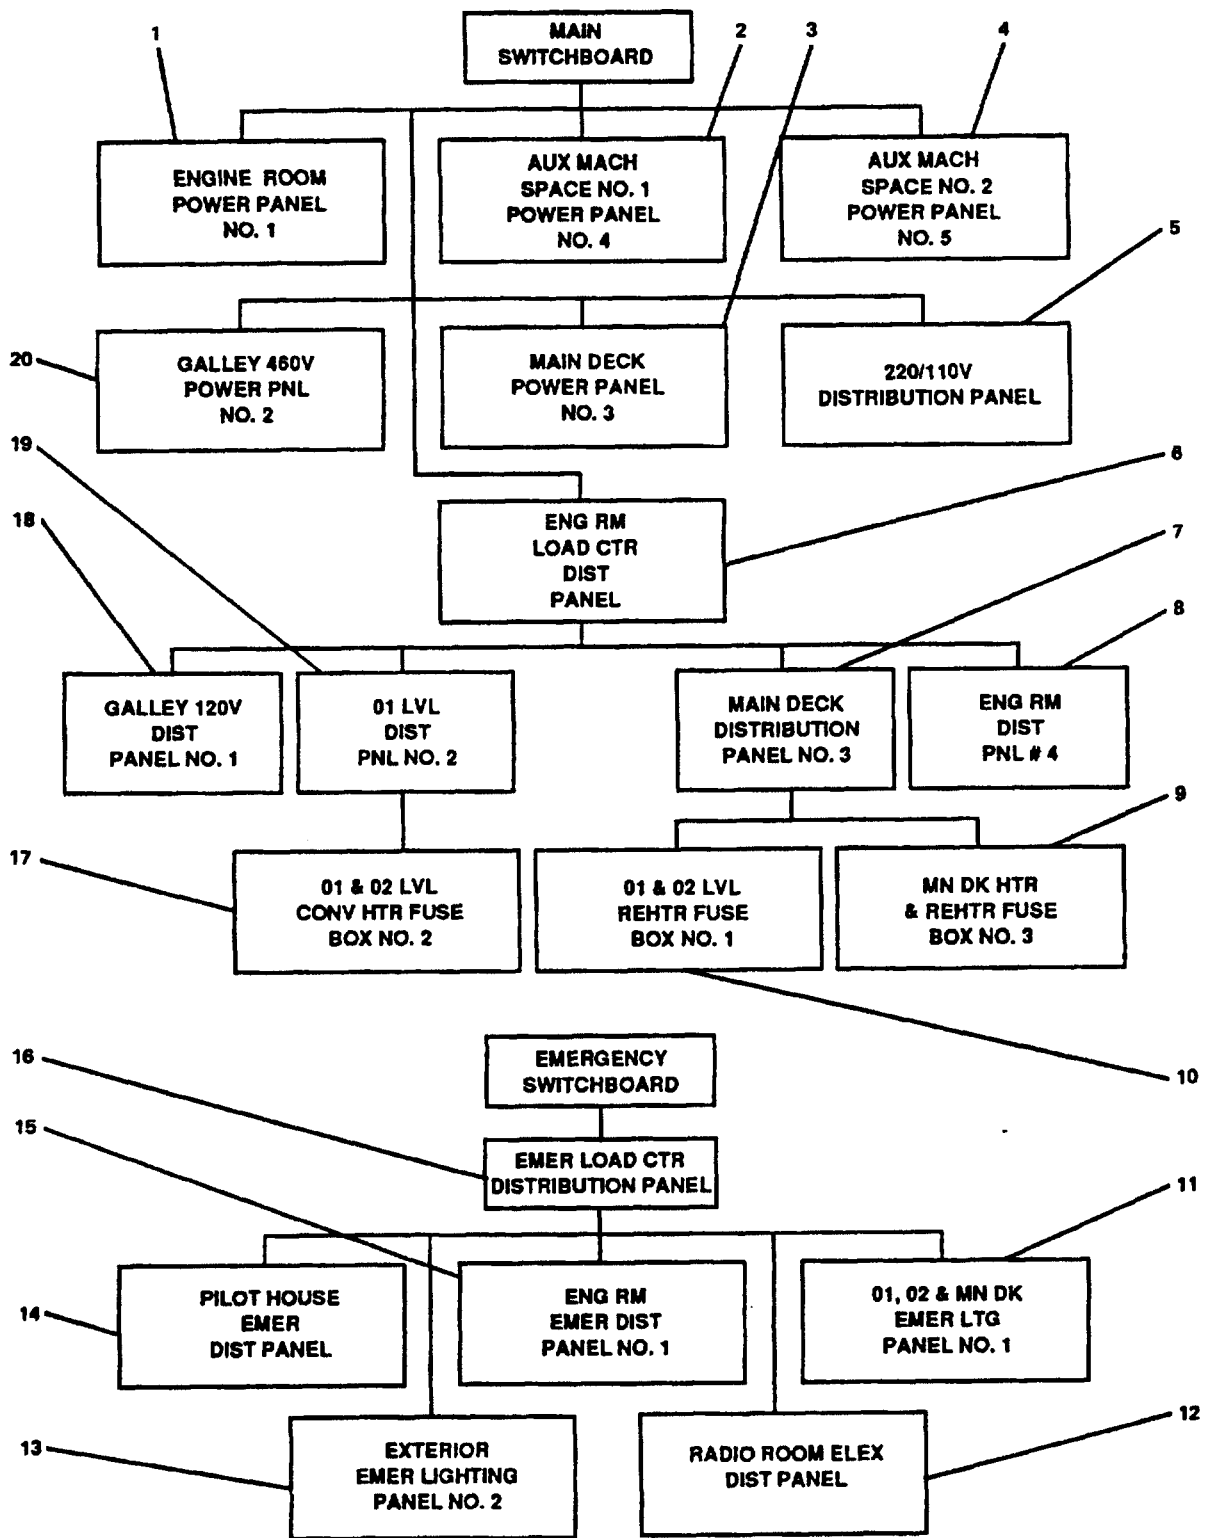 1
MAIN
SWITCHBOARD
2
3
4
ENGINE ROOM
POWER PANEL
NO. 1
AUX MACH
SPACE NO. 1
POWER PANEL
NO. 4
AUX MACH
SPACE NO. 2
POWER PANEL
NO. 5
5
20
GALLEY 460V
POWER PNL
NO. 2
MAIN DECK
POWER PANEL
NO. 3
220/110V
DISTRIBUTION PANEL
19
6
18
ENG RM
LOAD CTR
DIST
PANEL
7
8
GALLEY 120V
DIST
PANEL NO. 1
01 LVL
DIST
PNL NO. 2
MAIN DECK
DISTRIBUTION
PANEL NO. 3
ENG RM
DIST
PNL # 4
9
17
01 & 02 LVL
CONV HTR FUSE
BOX NO. 2
01 & 02 LVL
REHTR FUSE
BOX NO. 1
MN DK HTR
& REHTR FUSE
BOX NO. 3
16
EMERGENCY
SWITCHBOARD
10
15
EMER LOAD CTR
DISTRIBUTION PANEL
11
14
PILOT HOUSE
EMER
DIST PANEL
ENG RM
EMER DIST
PANEL NO. 1
01, 02 & MN DK
EMER LTG
PANEL NO. 1
12
13
EXTERIOR
EMER LIGHTING
PANEL NO. 2
RADIO ROOM ELEX
DIST PANEL